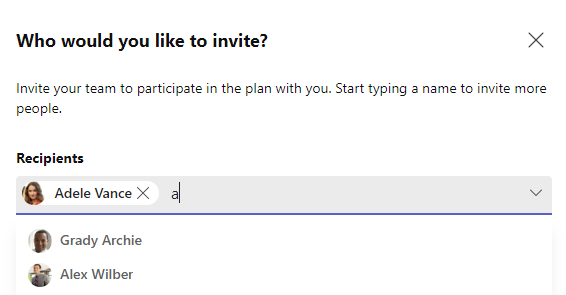 Who would you like to invite?
Invite your team to participate in the plan with you. Start typing a name to invite more
people.
Recipients
Adele Vance a
Grady Archie
Alex Wilber